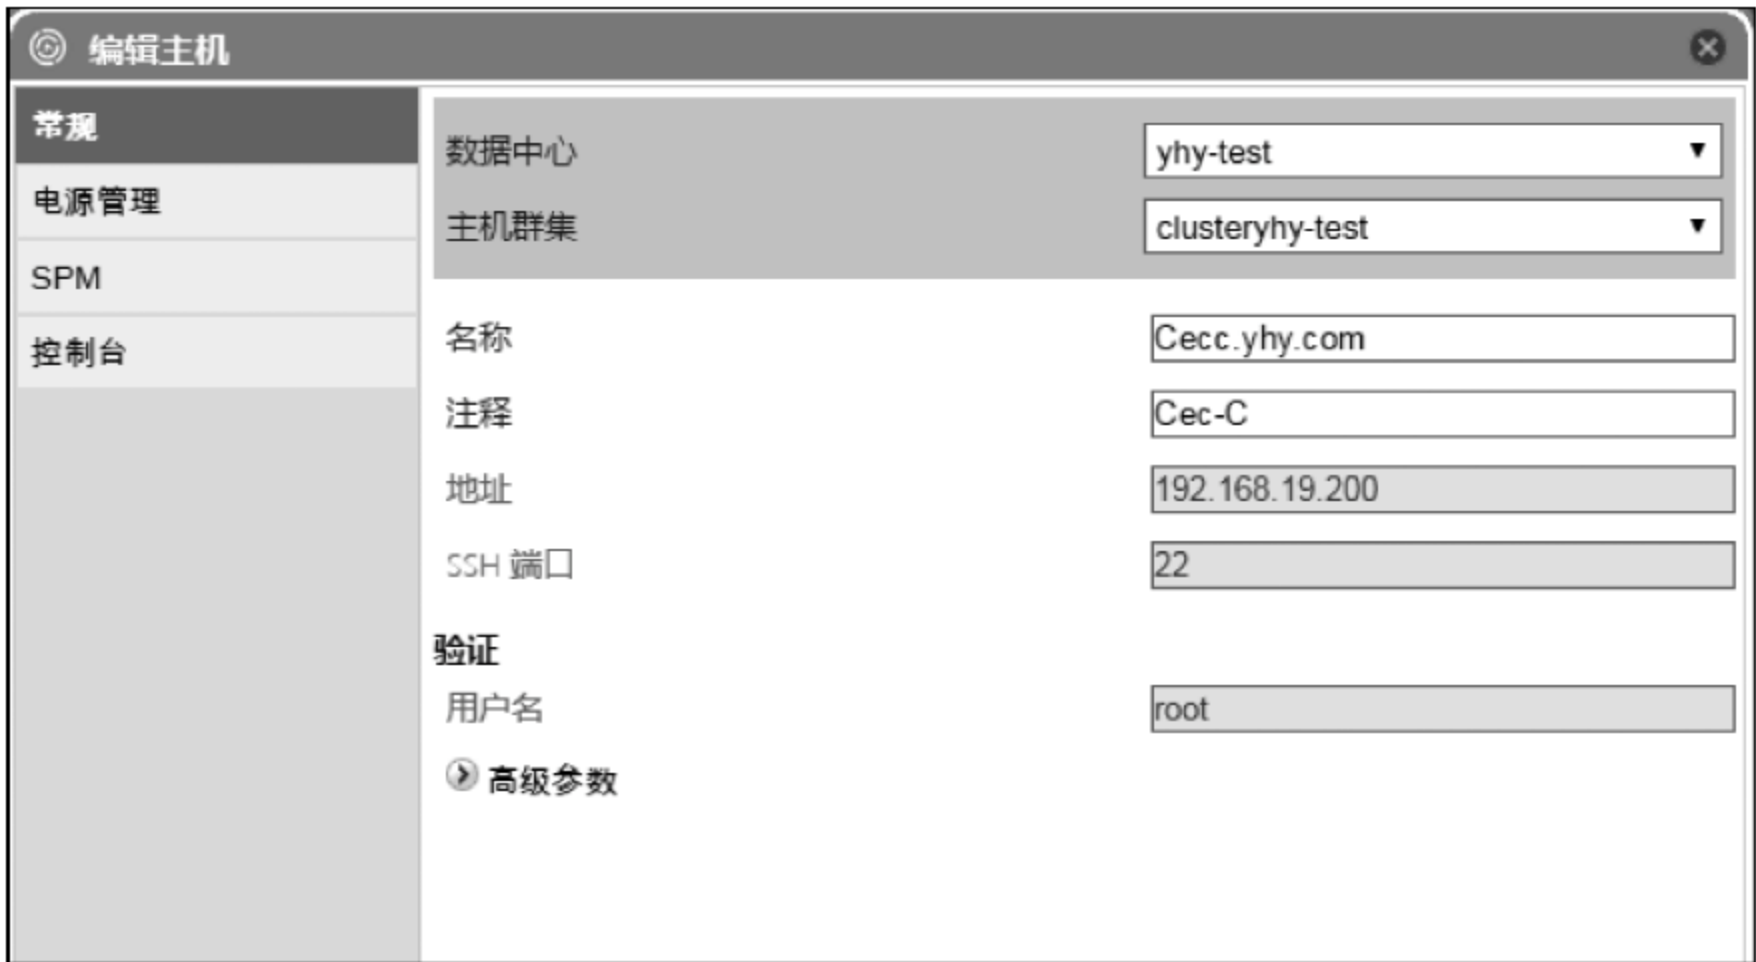 编辑主机
常规
电源管理
SPM
控制台
数据中心 yhy-test
主机群集 clusteryhy-test
名称 Cecc.yhy.com
注释 Cec-C
地址 192.168.19.200
SSH 端口 22
验证
用户名 root
高级参数